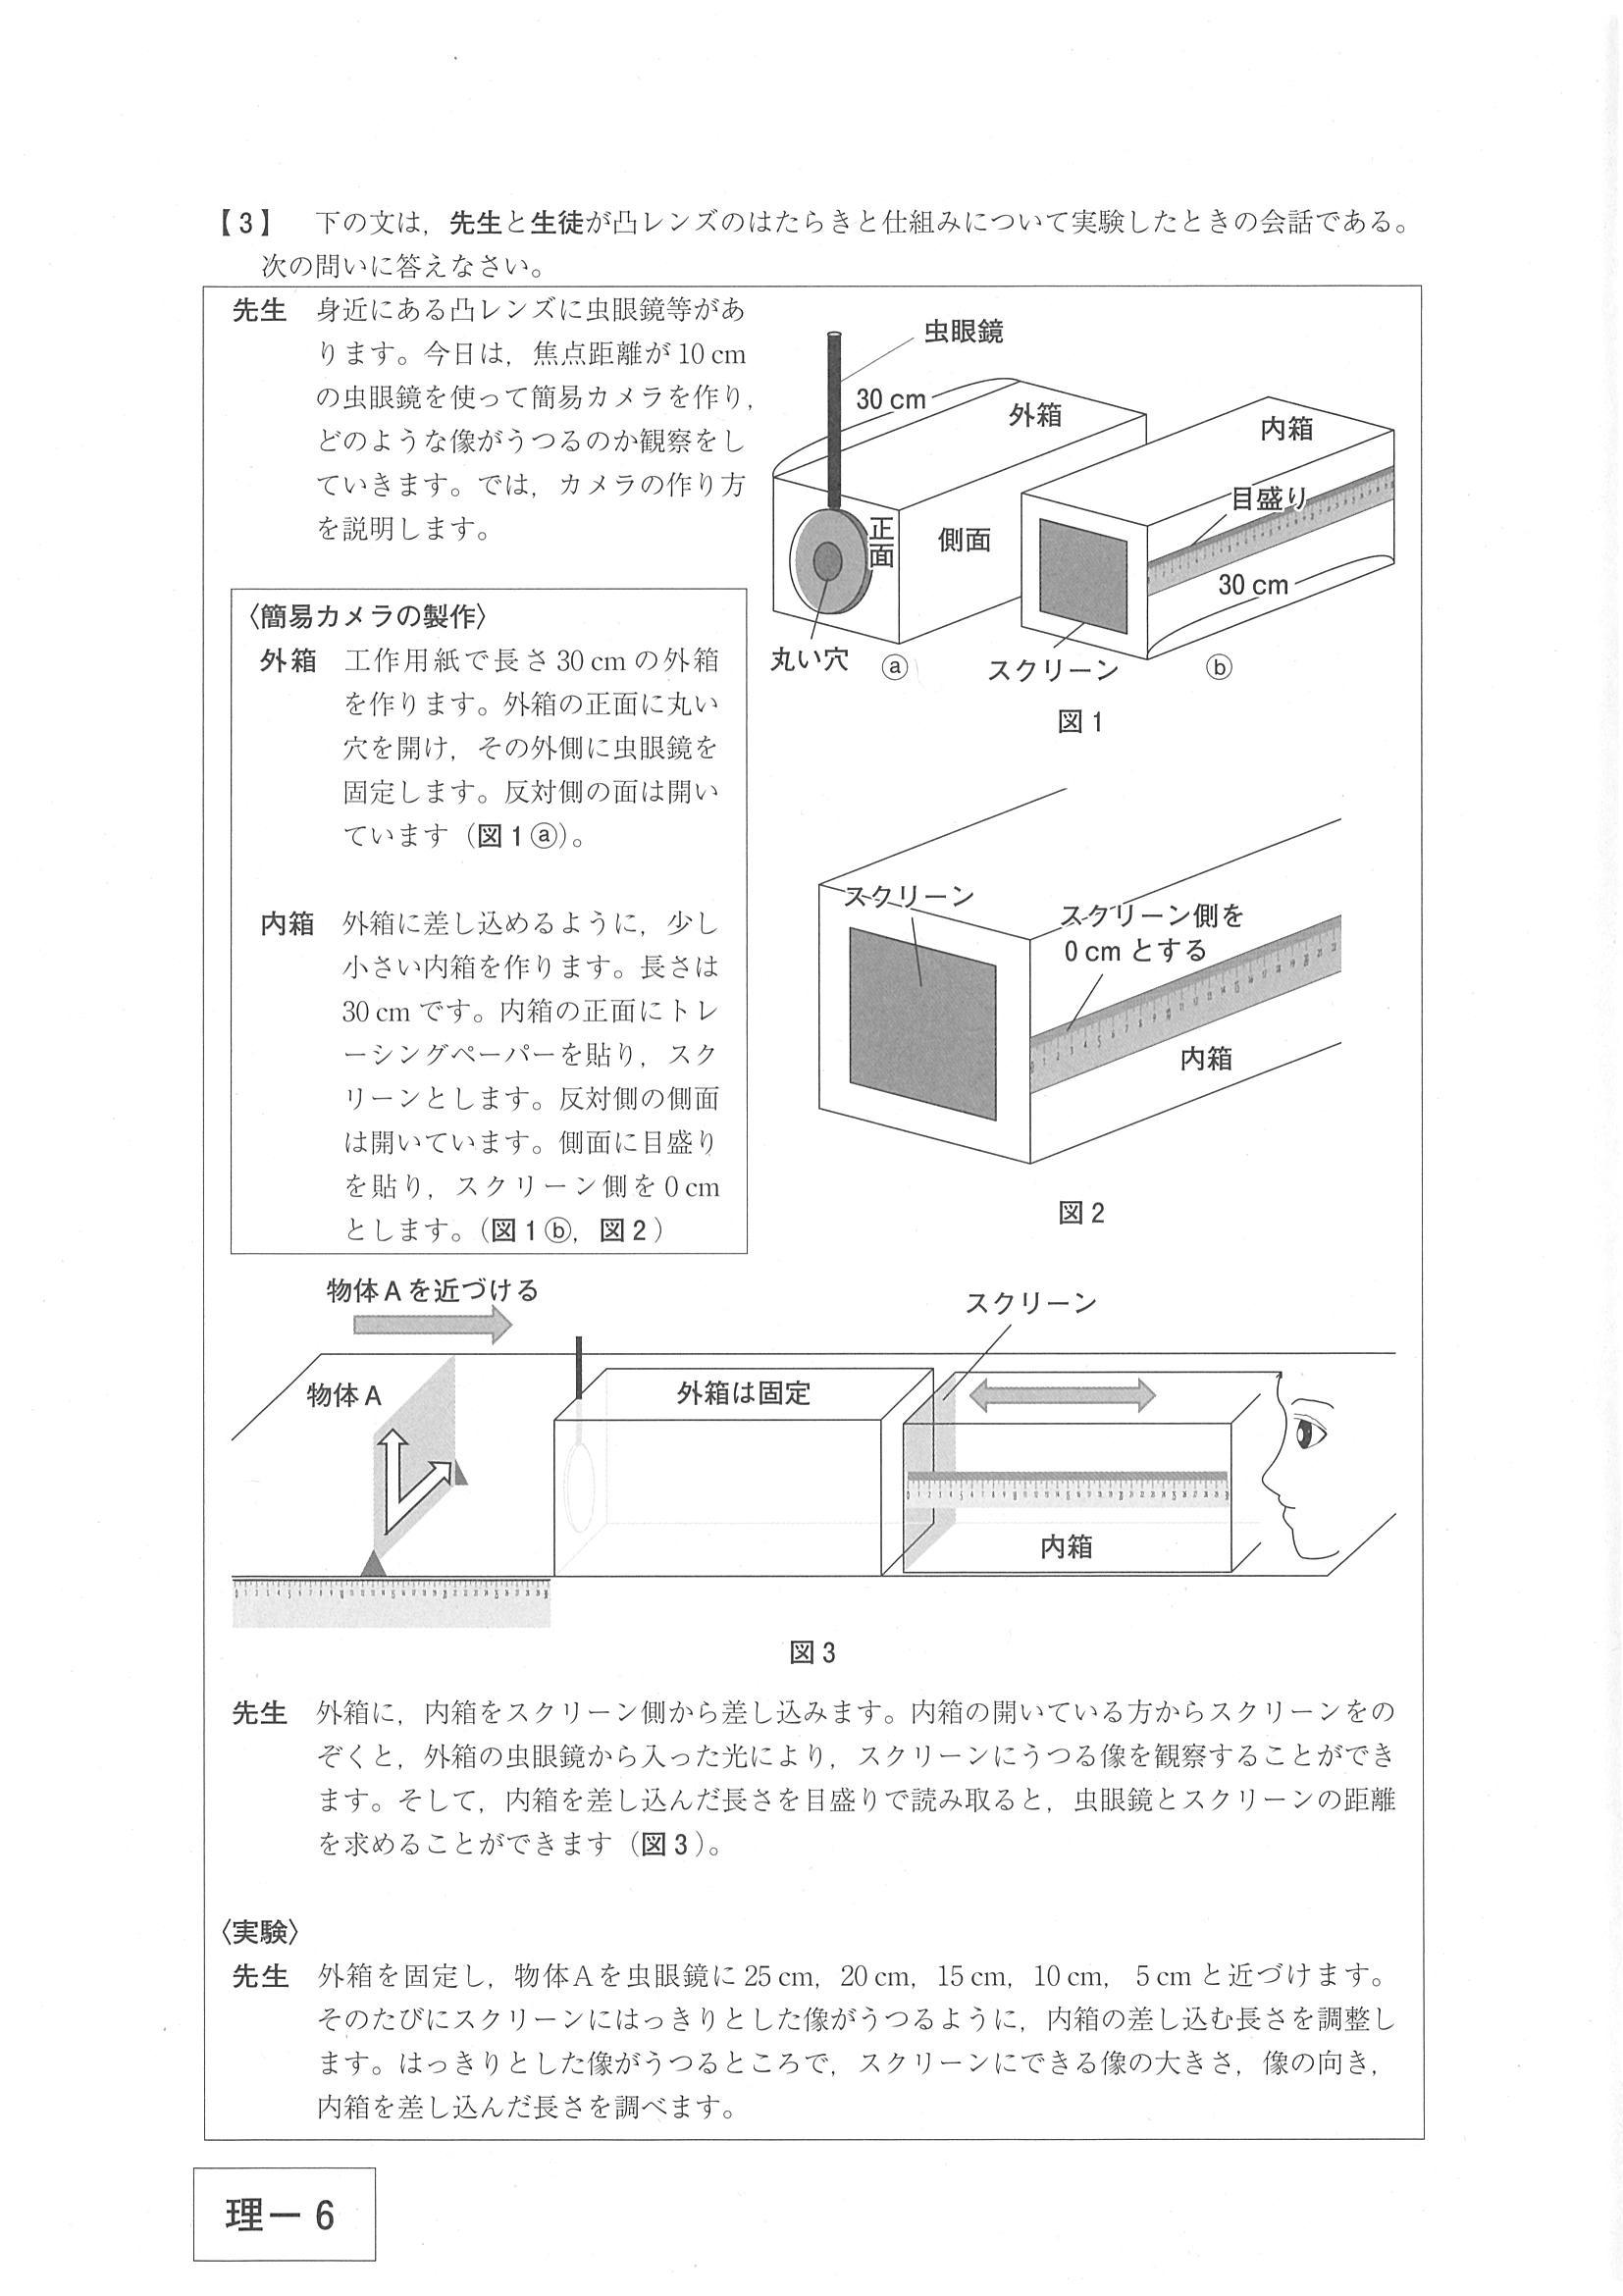 【3】　下の文は，先生と生徒が凸レンズのはたらきと仕組みについて実験したときの会話である。
次の問いに答えなさい。
先生　身近にある凸レンズに虫眼鏡等があ
ります。今日は，焦点距離が10 cm
の虫眼鏡を使って簡易カメラを作り，
どのような像がうつるのか観察をし
ていきます。では，カメラの作り方
を説明します。
虫眼鏡
30 cm
外箱
正面
側面
丸い穴
ⓐ
内箱
目盛り
30 cm
スクリーン
ⓑ
図1
〈簡易カメラの製作〉
外箱　工作用紙で長さ30 cmの外箱
を作ります。外箱の正面に丸い
穴を開け，その外側に虫眼鏡を
固定します。反対側の面は開い
ています（図1ⓐ）。
内箱　外箱に差し込めるように，少し
小さい内箱を作ります。長さは
30 cmです。内箱の正面にトレ
ーシングペーパーを貼り，スク
リーンとします。反対側の側面
は開いています。側面に目盛り
を貼り，スクリーン側を0 cm
とします。（図1ⓑ，図2）
スクリーン
スクリーン側を
0 cmとする
内箱
図2
物体Aを近づける
スクリーン
物体A
外箱は固定
内箱
図3
先生　外箱に，内箱をスクリーン側から差し込みます。内箱の開いている方からスクリーンをの
ぞくと，外箱の虫眼鏡から入った光により，スクリーンにうつる像を観察することができ
ます。そして，内箱を差し込んだ長さを目盛りで読み取ると，虫眼鏡とスクリーンの距離
を求めることができます（図3）。
〈実験〉
先生　外箱を固定し，物体Aを虫眼鏡に25 cm，20 cm，15 cm，10 cm，5 cmと近づけます。
そのたびにスクリーンにはっきりとした像がうつるように，内箱の差し込む長さを調整し
ます。はっきりとした像がうつるところで，スクリーンにできる像の大きさ，像の向き，
内箱を差し込んだ長さを調べます。
理－6